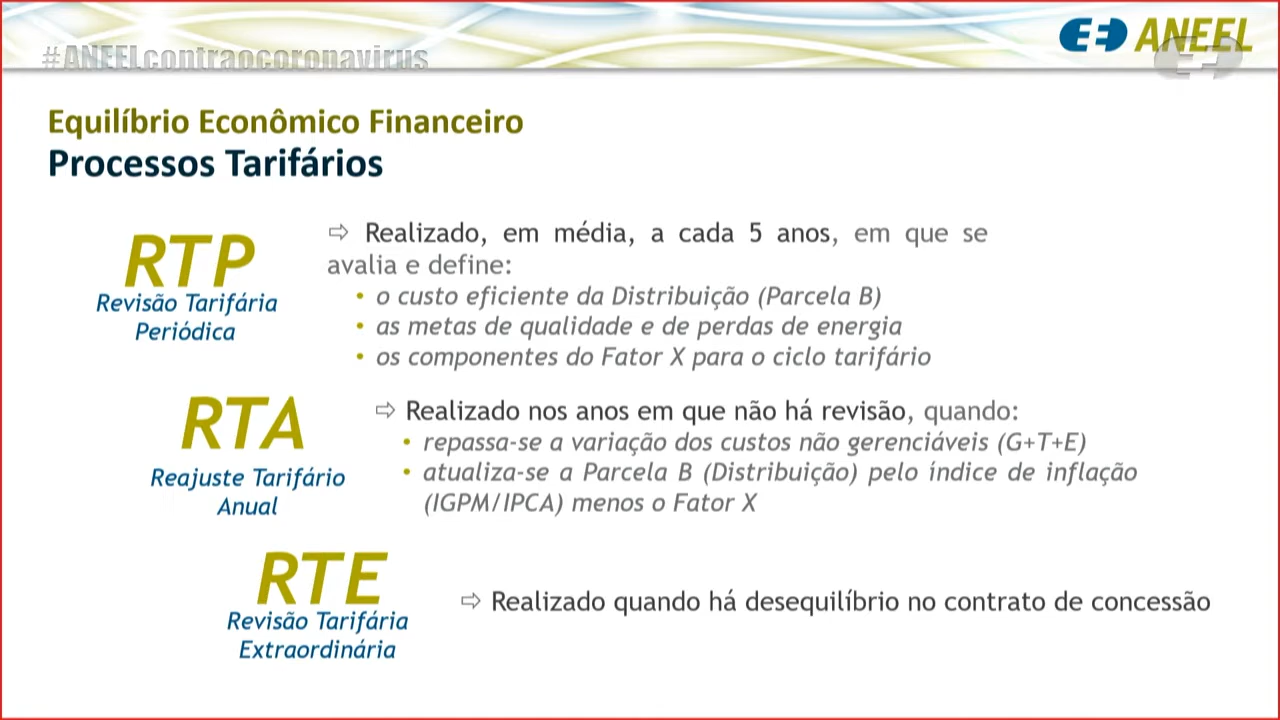 #ANEELcontraocoronavirus
ANEEL
Equilíbrio Econômico Financeiro
Processos Tarifários
RTP
Revisão Tarifária
Periódica
⇨ Realizado, em média, a cada 5 anos, em que se
avalia e define:
• o custo eficiente da Distribuição (Parcela B)
• as metas de qualidade e de perdas de energia
• os componentes do Fator X para o ciclo tarifário
RTA
Reajuste Tarifário
Anual
⇨ Realizado nos anos em que não há revisão, quando:
• repassa-se a variação dos custos não gerenciáveis (G+T+E)
• atualiza-se a Parcela B (Distribuição) pelo índice de inflação
(IGPM/IPCA) menos o Fator X
RTE
Revisão Tarifária
Extraordinária
⇨ Realizado quando há desequilíbrio no contrato de concessão